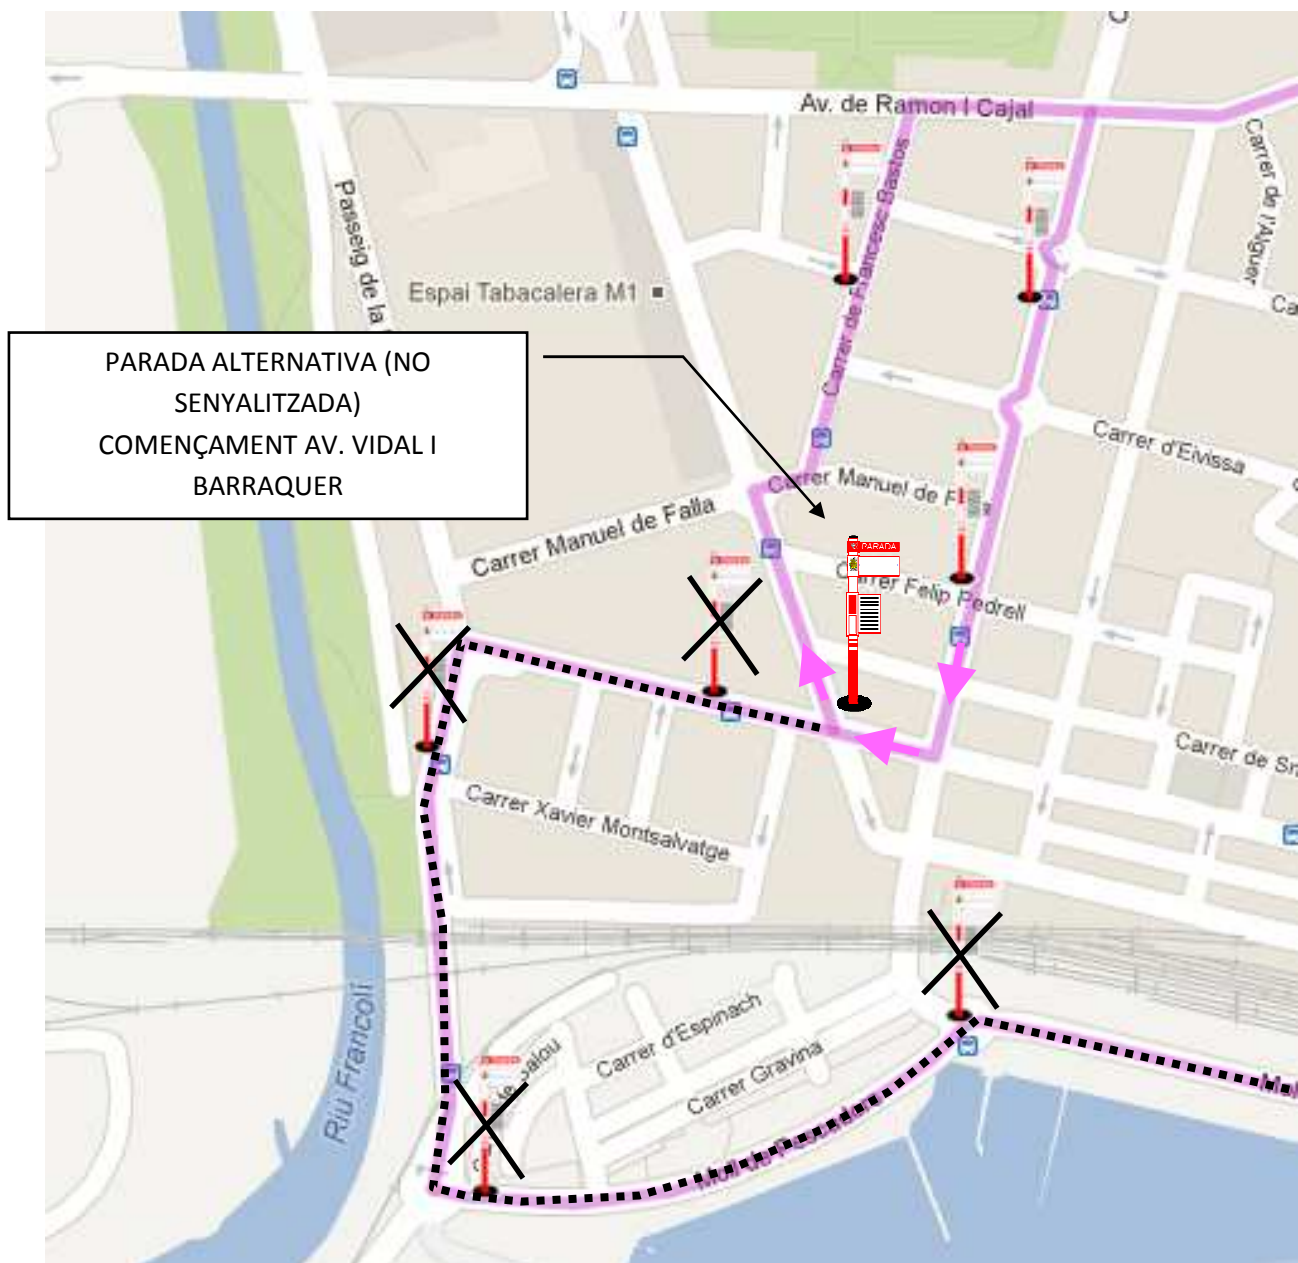 Av. de Ramon I Cajal
Carrer de l'Alguer
Passeig de la
Carrer de Francesc Bastos
Espai Tabacalera M1
PARADA ALTERNATIVA (NO
SENYALITZADA)
COMENÇAMENT AV. VIDAL I
BARRAQUER
Carrer d'Eivissa
Carrer Manuel de F
Carrer Manuel de Falla
PARADA
Carrer Felip Pedrell
Carrer de Sm
Carrer Xavier Montsalvatge
Riu Francolí
Carrer d'Espinach
Carrer Gravina